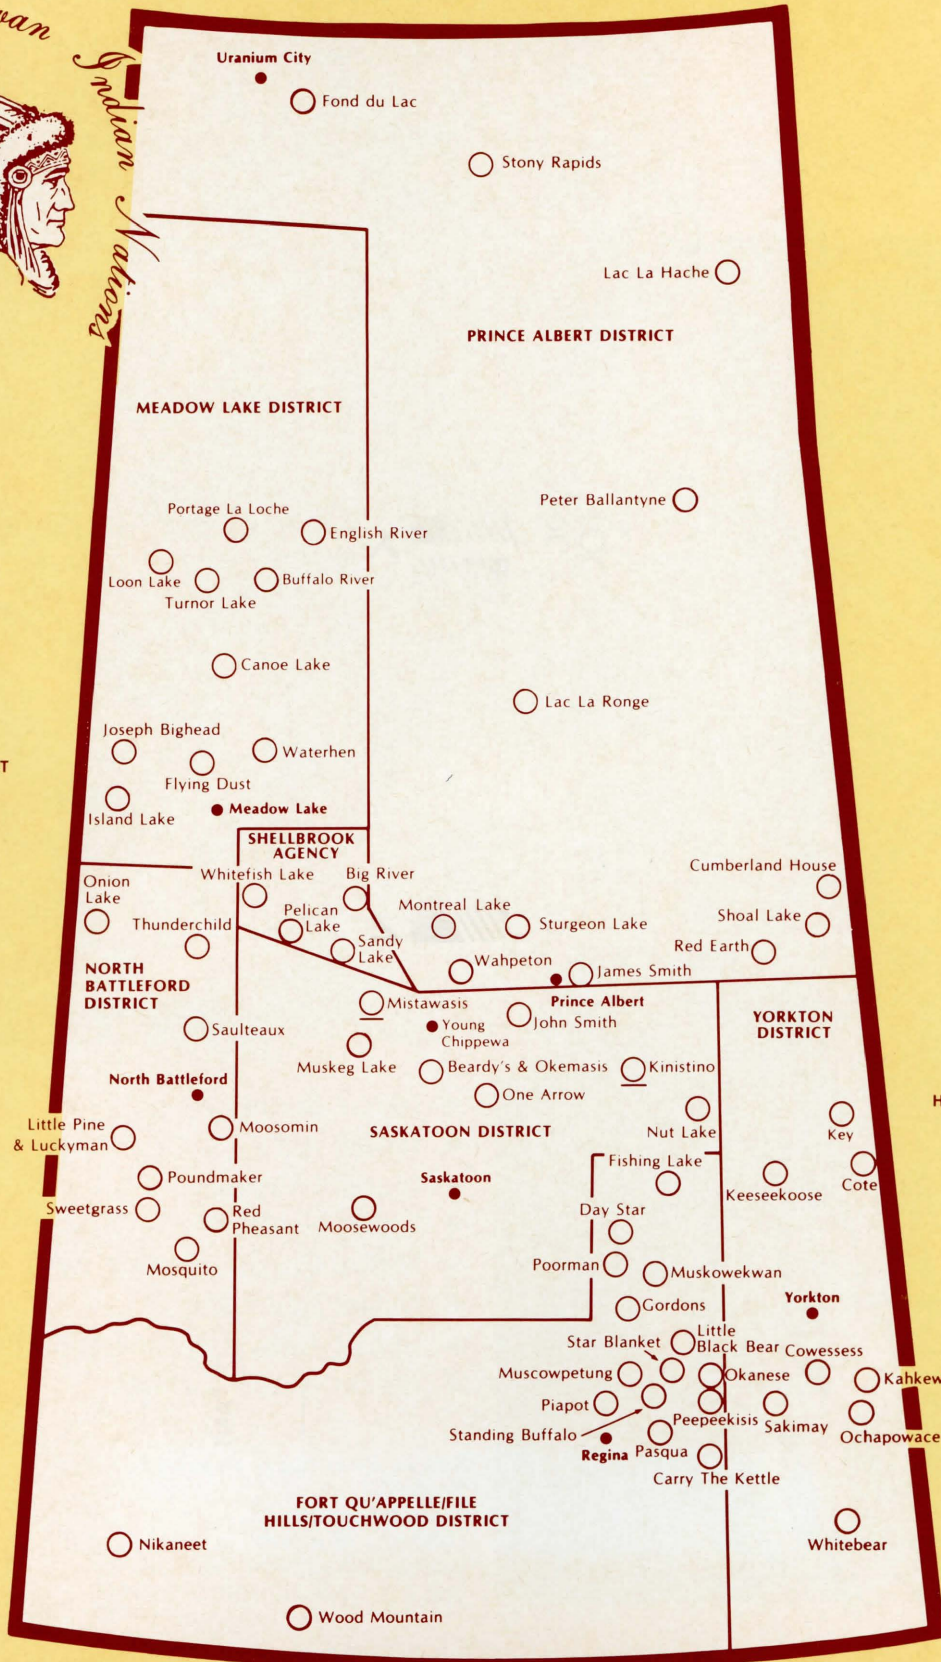 Indian Nations
Uranium City
Fond du Lac
Stony Rapids
Lac La Hache
PRINCE ALBERT DISTRICT
MEADOW LAKE DISTRICT
Peter Ballantyne
Portage La Loche
English River
Loon Lake
Buffalo River
Turnor Lake
Canoe Lake
Lac La Ronge
Joseph Bighead
Waterhen
Flying Dust
Meadow Lake
Island Lake
SHELLBROOK
AGENCY
Cumberland House
Whitefish Lake
Big River
Onion
Lake
Montreal Lake
Pelican
Lake
Shoal Lake
Thunderchild
Sturgeon Lake
Sandy
Lake
Red Earth
Wahpeton
James Smith
NORTH
BATTLEFORD
DISTRICT
Mistawasis
Prince Albert
YORKTON
DISTRICT
Saulteaux
Young
Chippewa
John Smith
Muskeg Lake
Beardy's & Okemasis
Kinistino
North Battleford
One Arrow
Little Pine
& Luckyman
Moosomin
SASKATOON DISTRICT
Nut Lake
Key
Fishing Lake
Poundmaker
Saskatoon
Keeseekoose
Cote
Sweetgrass
Red
Pheasant
Moosewoods
Day Star
Mosquito
Poorman
Muskowekwan
Yorkton
Gordons
Star Blanket
Little
Black Bear
Cowessess
Muscowpetung
Okanese
Piapot
Peepeekisis
Sakimay
Standing Buffalo
Ochapowace
Regina
Pasqua
Carry The Kettle
FORT QU'APPELLE/FILE
HILLS/TOUCHWOOD DISTRICT
Nikaneet
Whitebear
Wood Mountain